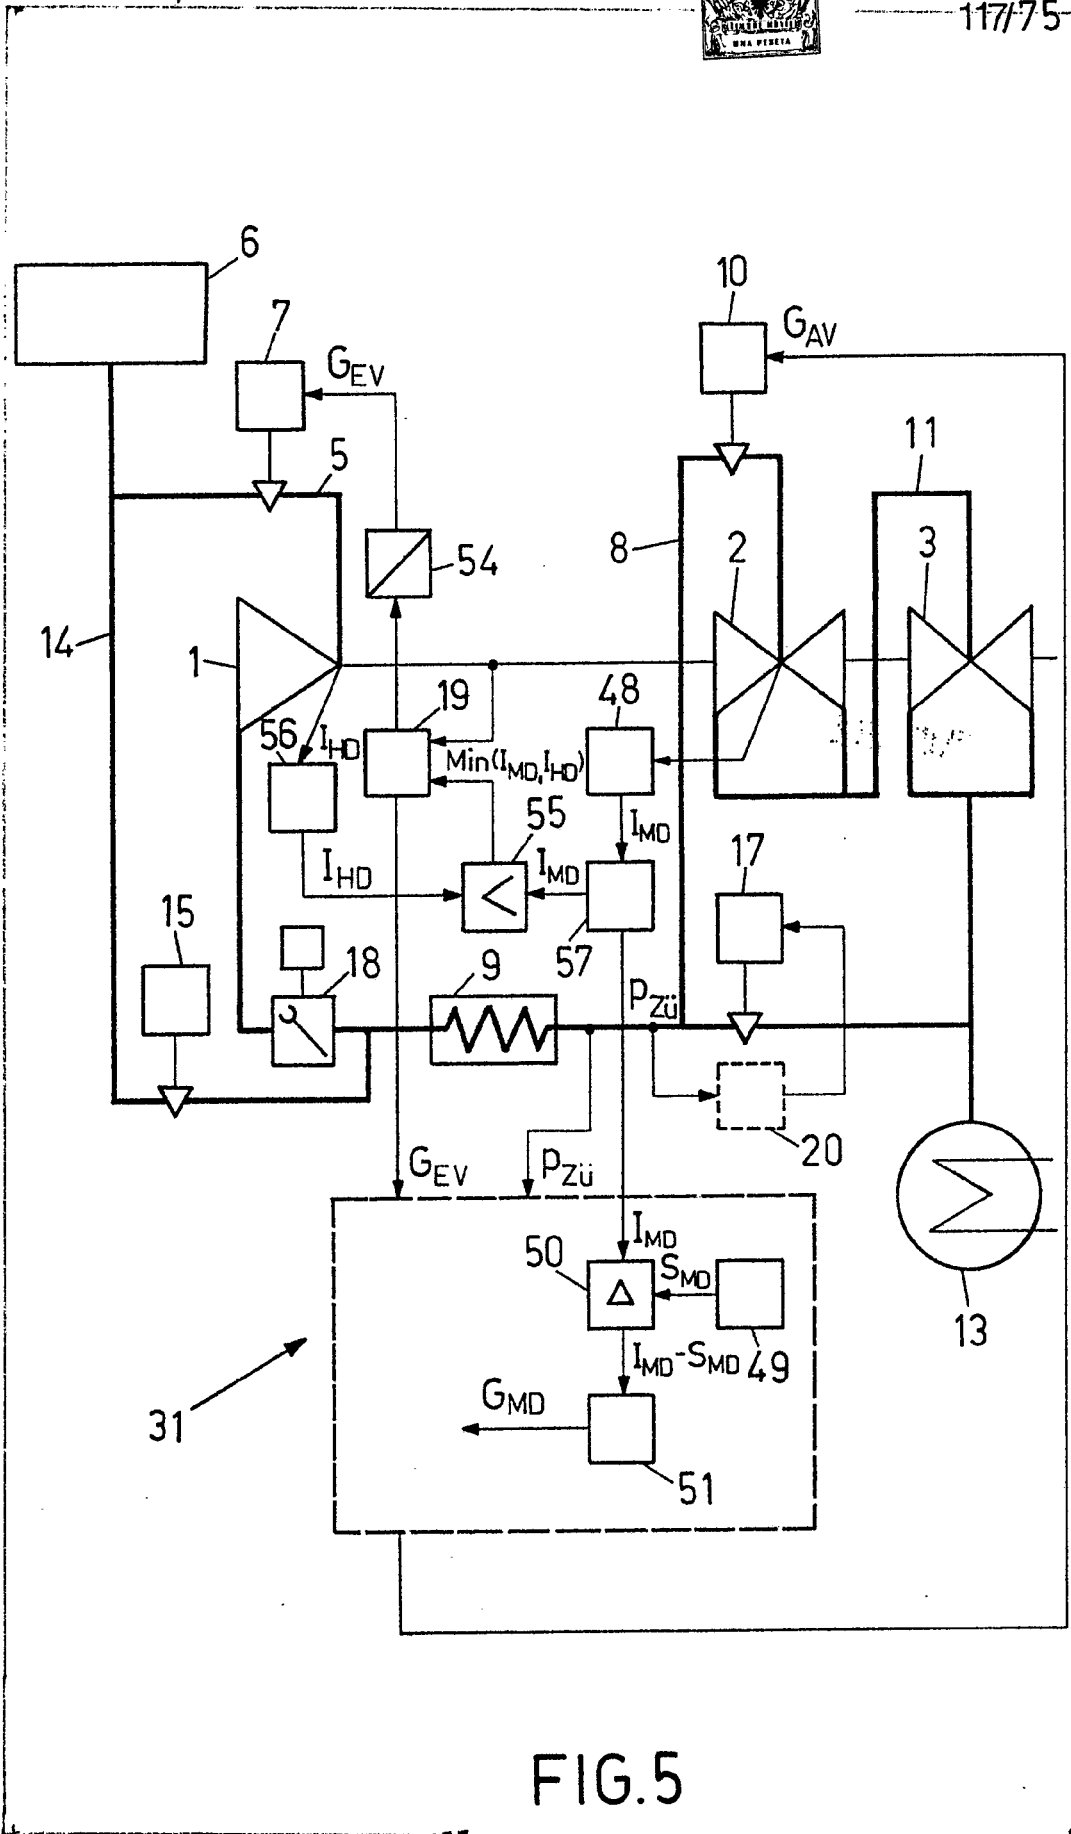 117/75
UNA PESETA
6
7
10
G_EV
G_AV
5
11
8
2
3
54
14
1
19
48
56
I_HD
Min(I_MD, I_HD)
55
I_MD
17
I_HD
I_MD
15
57
18
9
p_Zü
20
G_EV
p_Zü
50
I_MD
S_MD
13
I_MD-S_MD
49
31
G_MD
51
FIG.5